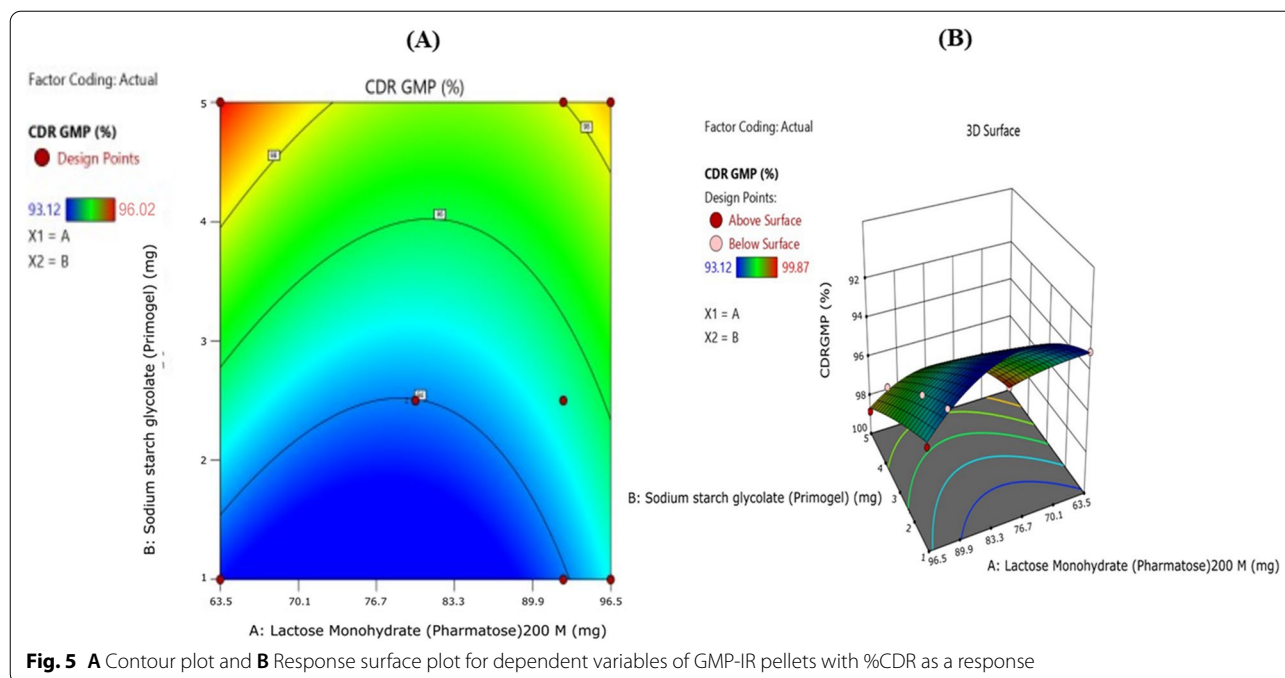 (A)
Factor Coding: Actual
CDR GMP (%)
CDR GMP (%)
Design Points
93.12
96.02
X1 = A
X2 = B
B: Sodium starch glycolate (Primogel) (mg)
5
4
3
2
1
96
95
95
63.5 70.1 76.7 83.3 89.9 96.5
A: Lactose Monohydrate (Pharmatose)200 M (mg)
(B)
Factor Coding: Actual
3D Surface
CDR GMP (%)
Design Points:
Above Surface
Below Surface
93.12
99.87
X1 = A
X2 = B
CDRGMP (%)
92
94
96
98
100
5
4
3
2
1
B: Sodium starch glycolate (Primogel) (mg)
96.5 89.9 83.3 76.7 70.1 63.5
A: Lactose Monohydrate (Pharmatose)200 M (mg)
Fig. 5 A Contour plot and B Response surface plot for dependent variables of GMP-IR pellets with %CDR as a response